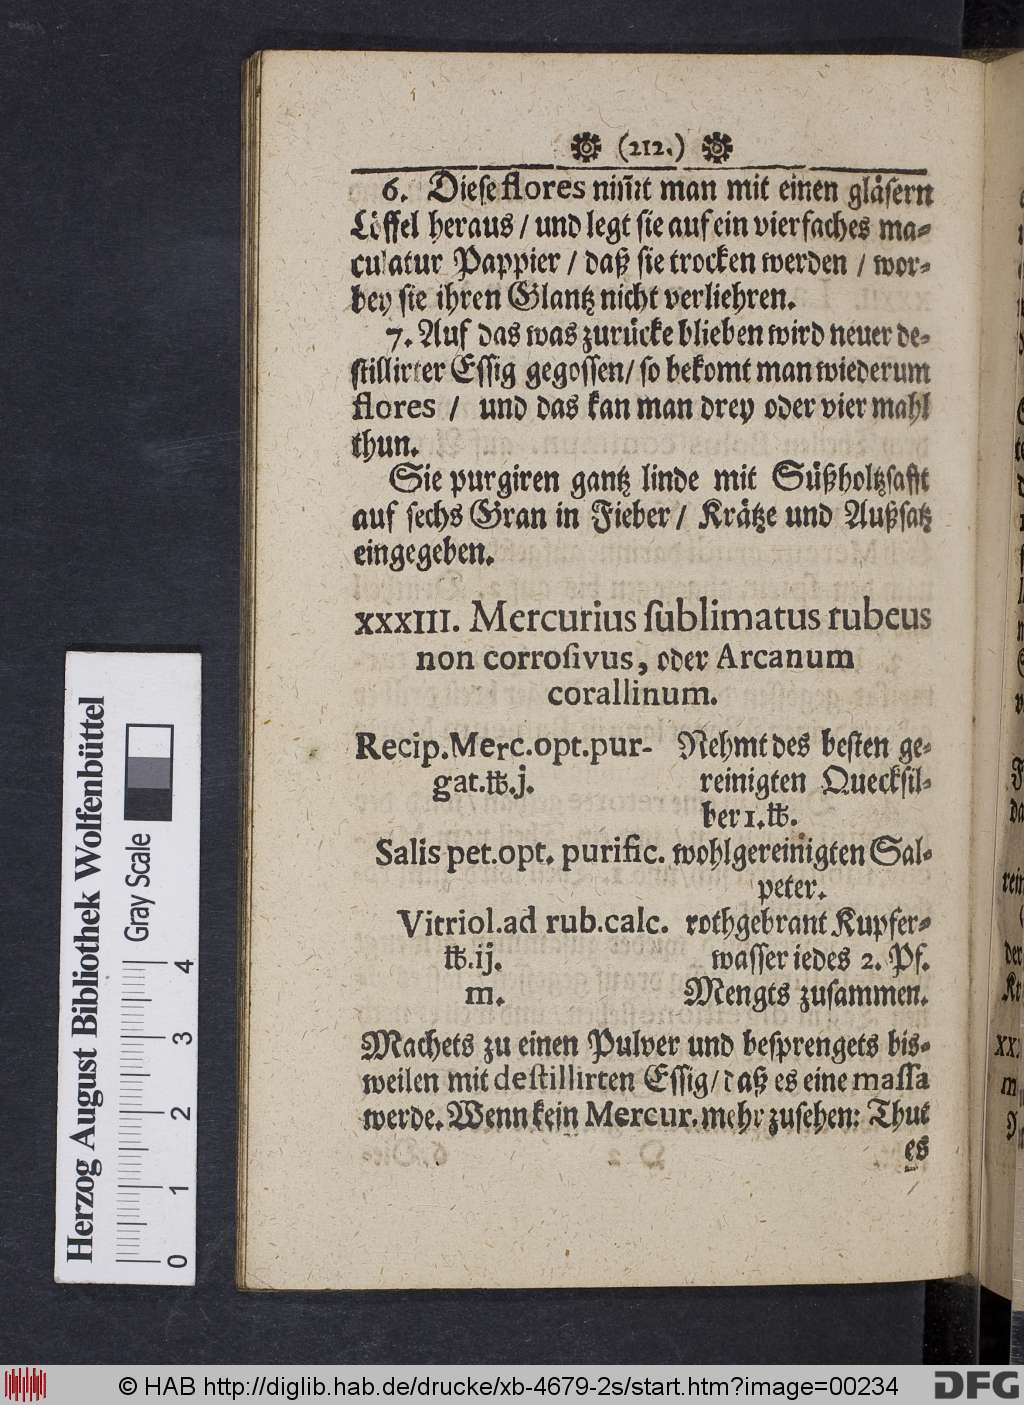 (212.)
6. Dieſe flores nim̄t man mit einen gläſern
Löffel heraus / und legt ſie auf ein vierfaches ma-
culatur Pappier / daß ſie trocken werden / wor-
bey ſie ihren Glantz nicht verliehren.
7. Auf das was zurücke blieben wird neuer de-
ſtillirter Eſſig gegoſſen / ſo bekomt man wiederum
flores / und das kan man drey oder vier mahl
thun.
Sie purgiren gantz linde mit Süßholtzſafft
auf ſechs Gran in Fieber / Krätze und Außſatz
eingegeben.
XXXIII. Mercurius ſublimatus rubeus
non corroſivus, oder Arcanum
corallinum.
Recip. Merc. opt. pur- Nehmt des beſten ge-
gat. ℔. j. reinigten Queckſil-
ber 1. ℔.
Salis pet. opt. purific. wohlgereinigten Sal-
peter.
Vitriol. ad rub. calc. rothgebrant Kupfer-
℔. ij. waſſer iedes 2. Pf.
m. Mengts zuſammen.
Machets zu einen Pulver und beſprengets bis-
weilen mit deſtillirten Eſſig / daß es eine maſſa
werde. Wenn kein Mercur. mehr zuſehen: Thut
es
Herzog August Bibliothek Wolfenbüttel
Gray Scale
0 1 2 3 4
© HAB http://diglib.hab.de/drucke/xb-4679-2s/start.htm?image=00234
DFG